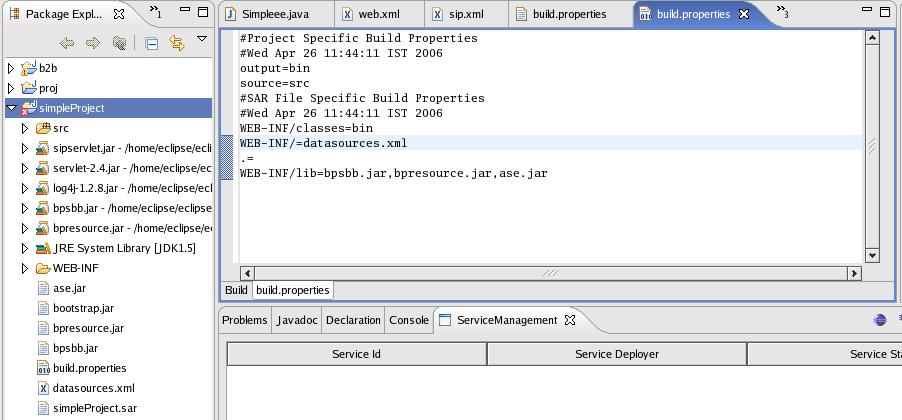 Package Explorer
1
b2b
proj
simpleProject
src
sipservlet.jar - /home/eclipse/ecli
servlet-2.4.jar - /home/eclipse/ecl
log4j-1.2.8.jar - /home/eclipse/ecl
bpsbb.jar - /home/eclipse/eclipse
bpresource.jar - /home/eclipse/ecl
JRE System Library [JDK1.5]
WEB-INF
ase.jar
bootstrap.jar
bpresource.jar
bpsbb.jar
build.properties
datasources.xml
simpleProject.sar
Simpleee.java web.xml sip.xml build.properties build.properties 3
#Project Specific Build Properties
#Wed Apr 26 11:44:11 IST 2006
output=bin
source=src
#SAR File Specific Build Properties
#Wed Apr 26 11:44:11 IST 2006
WEB-INF/classes=bin
WEB-INF/=datasources.xml
.=
WEB-INF/lib=bpsbb.jar,bpresource.jar,ase.jar
Build build.properties
Problems Javadoc Declaration Console ServiceManagement
Service Id Service Deployer Service Sta